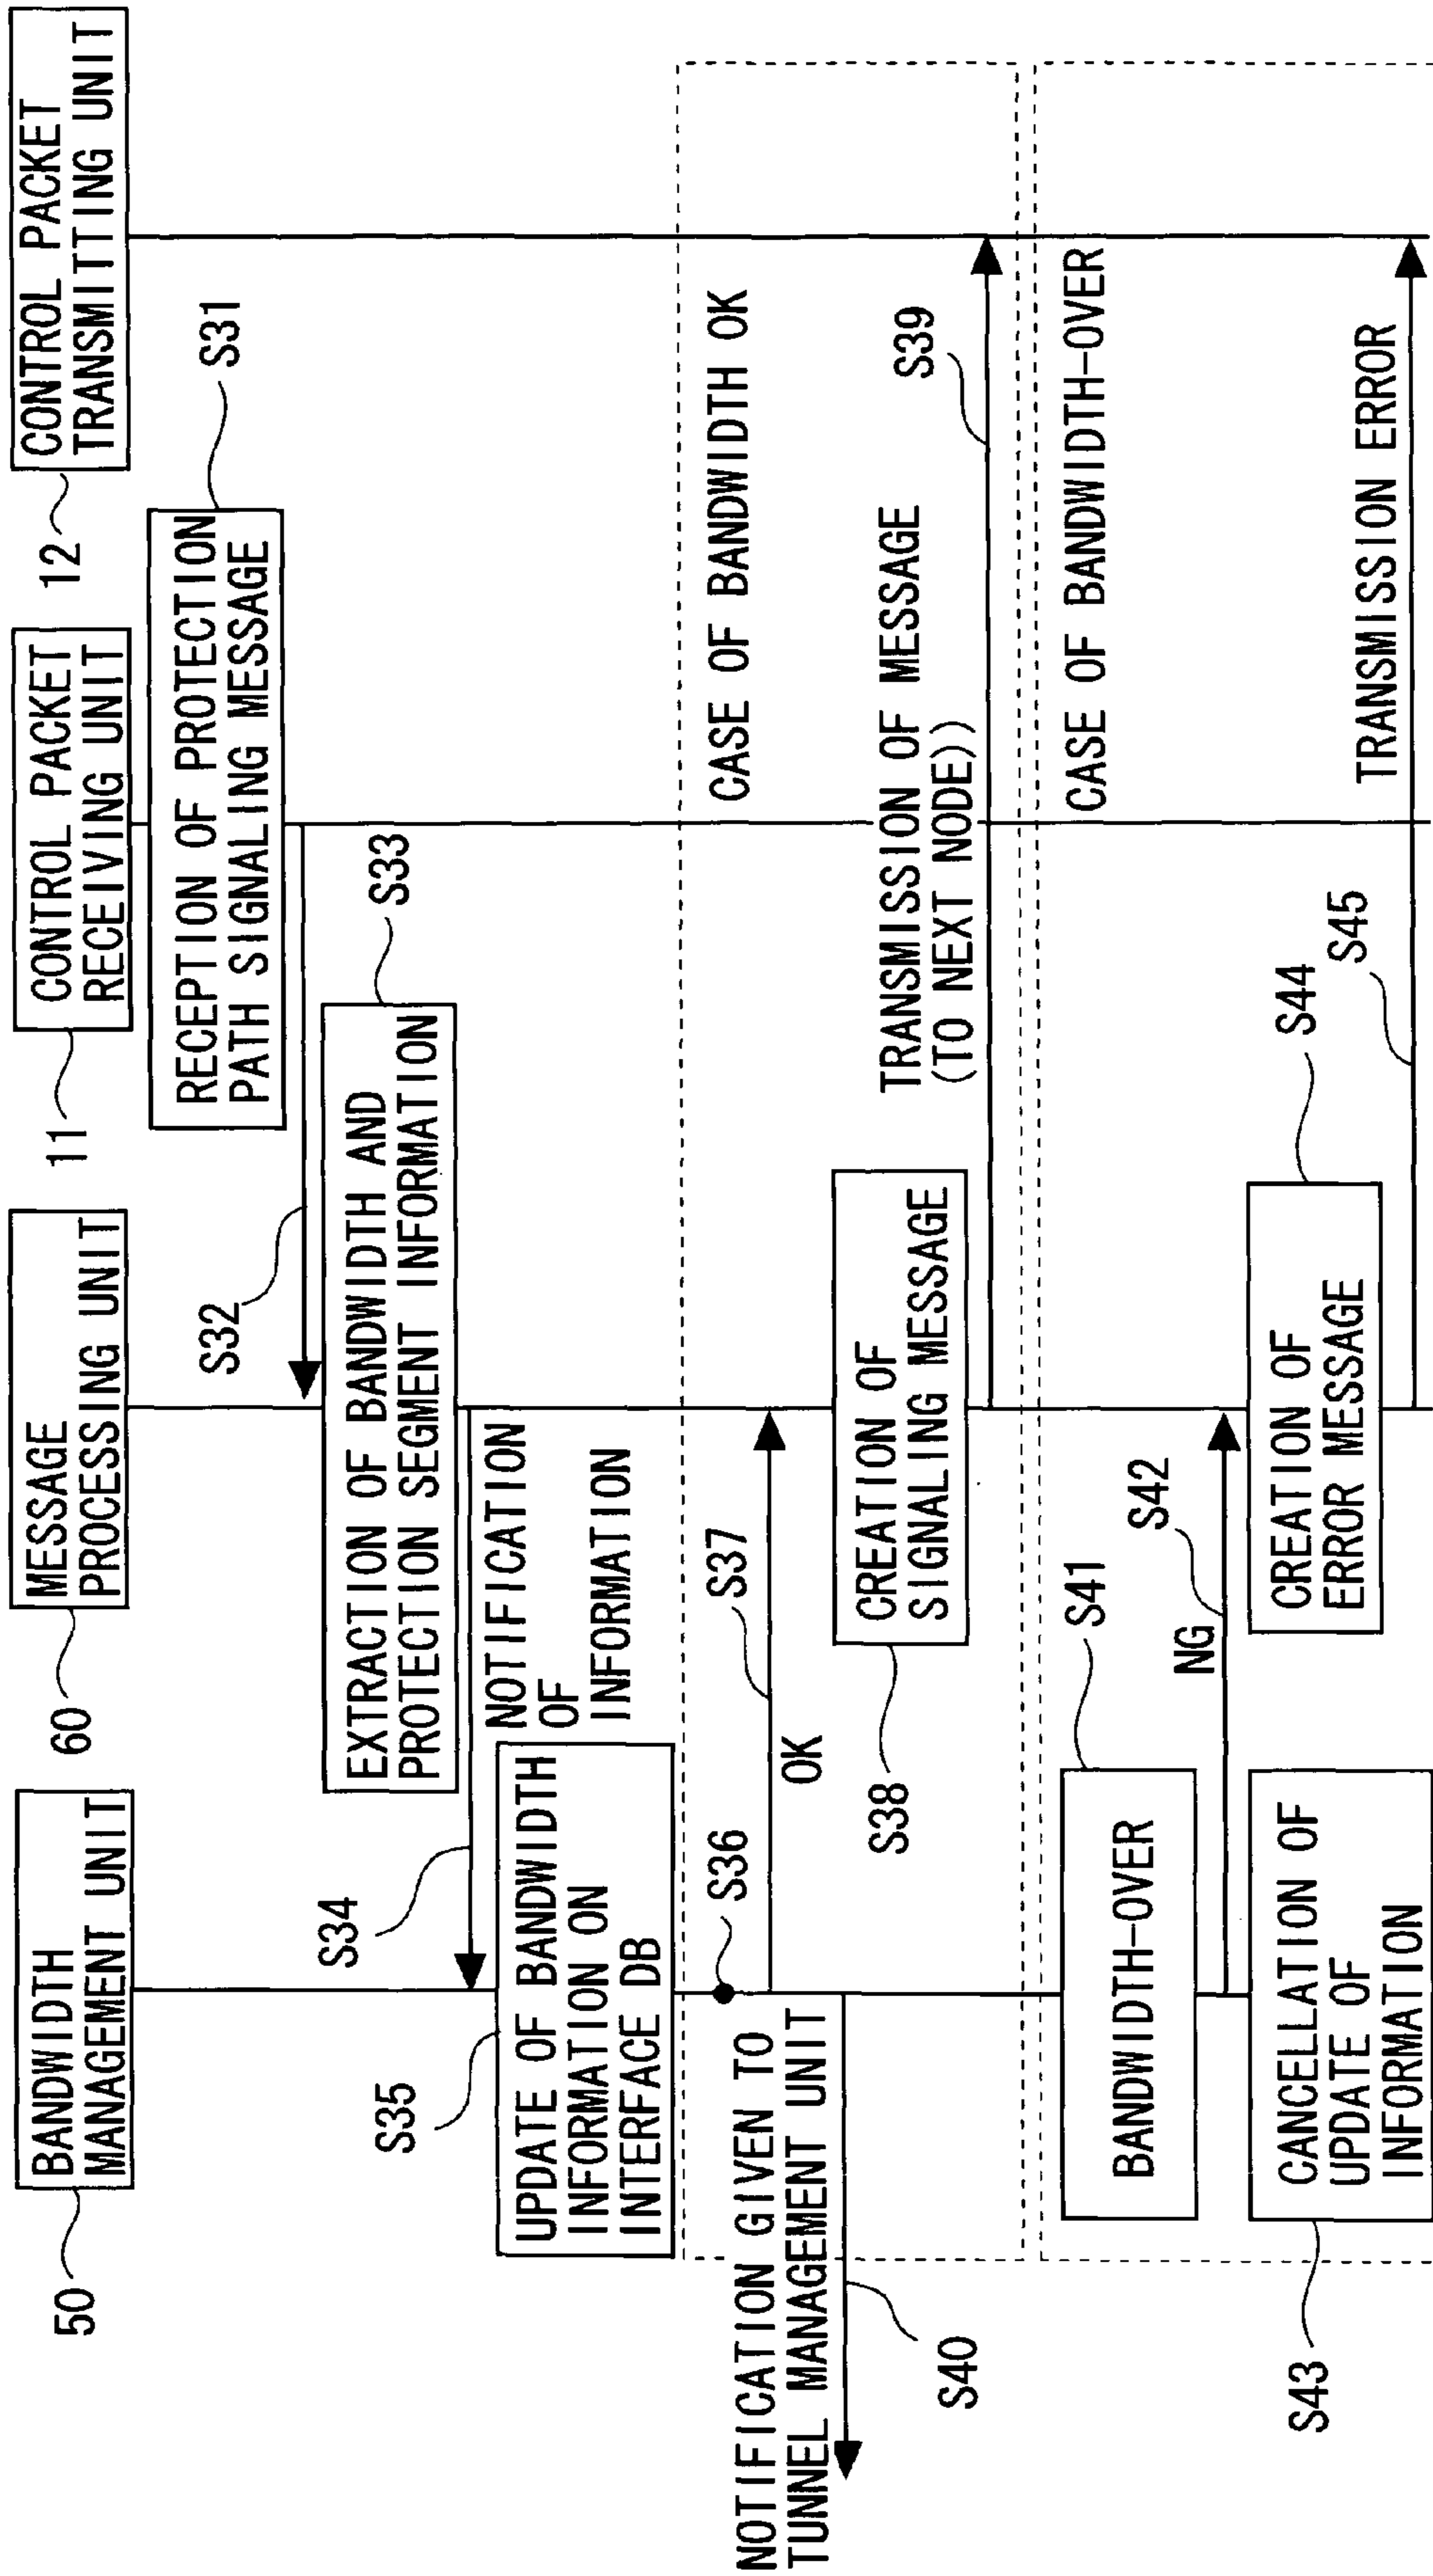 BANDWIDTH
MANAGEMENT UNIT
50
MESSAGE
PROCESSING UNIT
60
CONTROL PACKET
RECEIVING UNIT
11
CONTROL PACKET
TRANSMITTING UNIT
12
RECEPTION OF PROTECTION
PATH SIGNALING MESSAGE
S31
S32
EXTRACTION OF BANDWIDTH AND
PROTECTION SEGMENT INFORMATION
S33
S34
NOTIFICATION
OF
INFORMATION
S35
UPDATE OF BANDWIDTH
INFORMATION ON
INTERFACE DB
CASE OF BANDWIDTH OK
S36
S37
OK
NOTIFICATION GIVEN TO
TUNNEL MANAGEMENT UNIT
S40
CREATION OF
SIGNALING MESSAGE
S38
TRANSMISSION OF MESSAGE
(TO NEXT NODE))
S39
CASE OF BANDWIDTH-OVER
BANDWIDTH-OVER
S41
NG
S42
CANCELLATION OF
UPDATE OF
INFORMATION
S43
CREATION OF
ERROR MESSAGE
S44
S45
TRANSMISSION ERROR